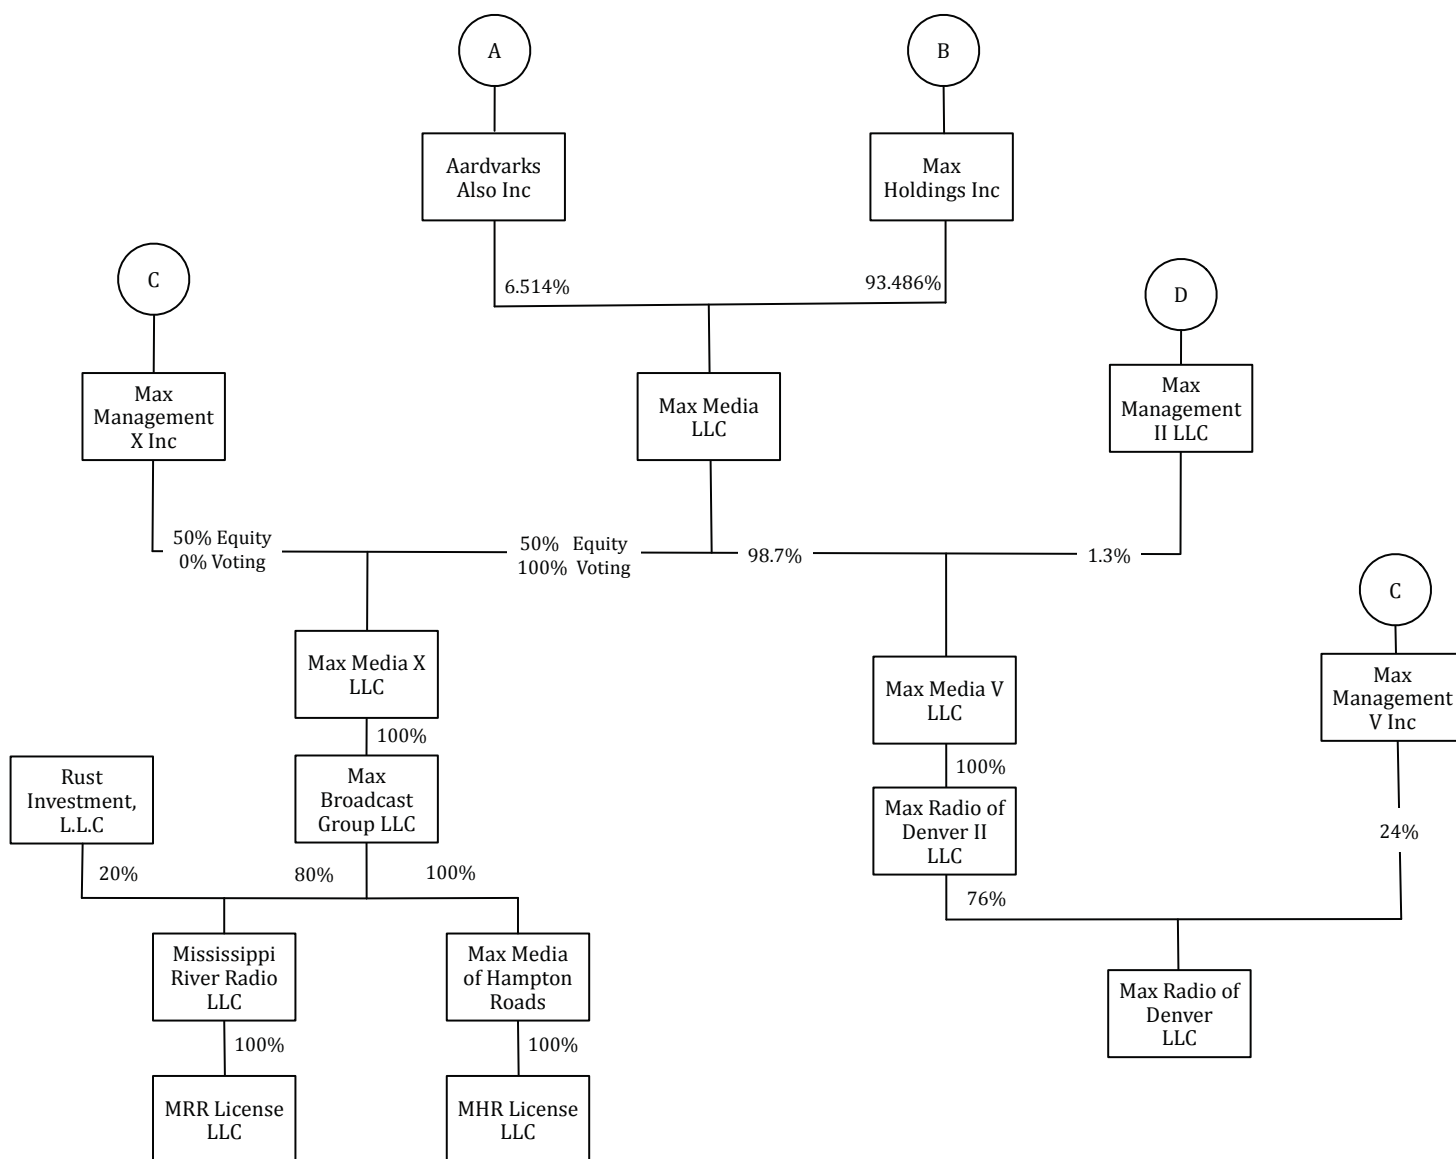 A
B
Aardvarks
Also Inc
Max
Holdings Inc
C
6.514%
93.486%
D
Max
Management
X Inc
Max Media
LLC
Max
Management
II LLC
50% Equity
0% Voting
50% Equity
100% Voting
98.7%
1.3%
C
Max Media X
LLC
Max Media V
LLC
Max
Management
V Inc
100%
100%
Rust
Investment,
L.L.C
Max
Broadcast
Group LLC
Max Radio of
Denver II
LLC
24%
20%
80%
100%
76%
Mississippi
River Radio
LLC
Max Media
of Hampton
Roads
Max Radio of
Denver
LLC
100%
100%
MRR License
LLC
MHR License
LLC